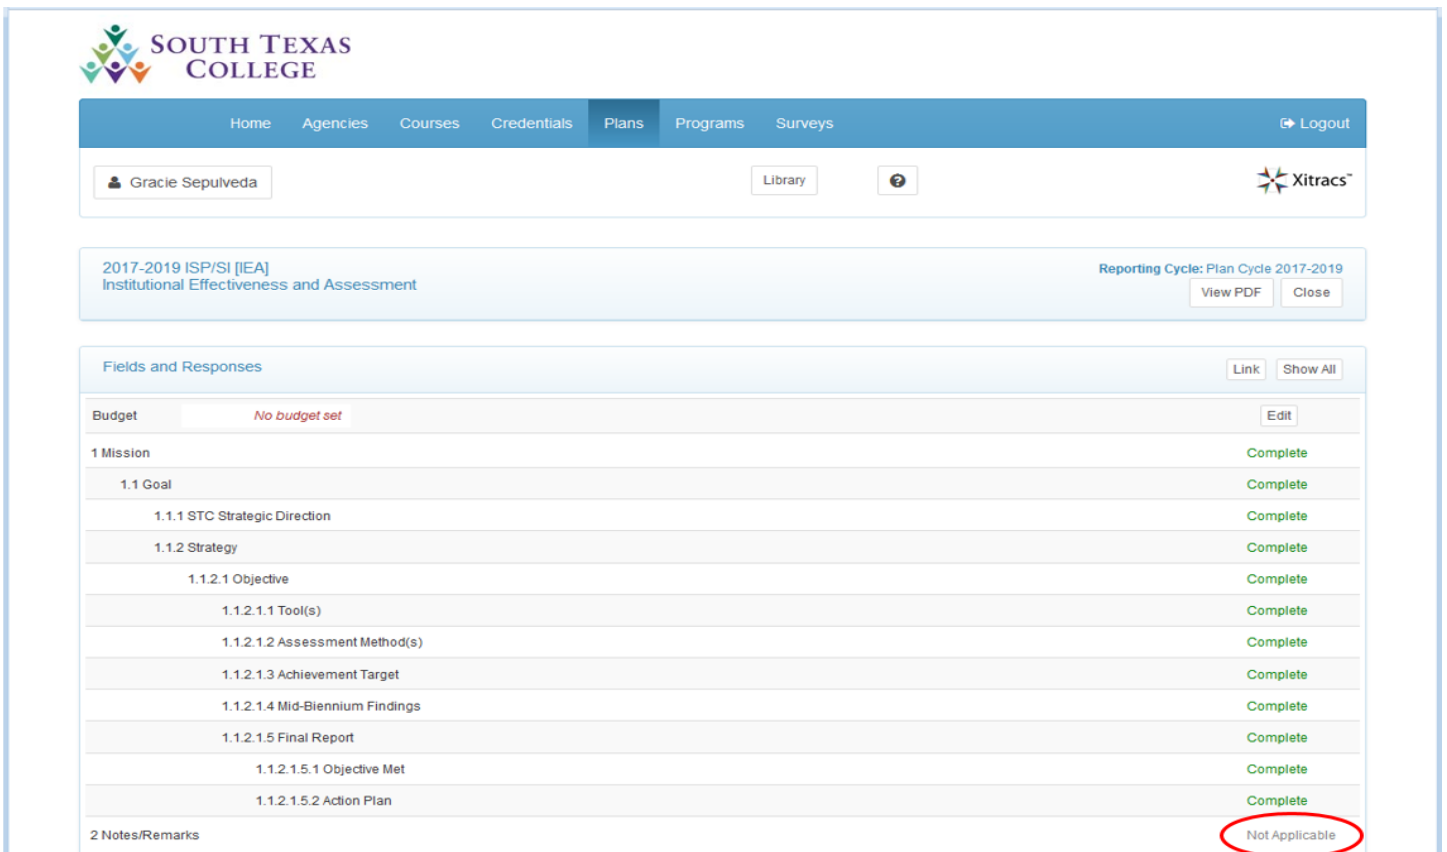 SOUTH TEXAS
COLLEGE
Home Agencies Courses Credentials Plans Programs Surveys Logout
Gracie Sepulveda Library Xitracs™
2017-2019 ISP/SI [IEA] Reporting Cycle: Plan Cycle 2017-2019
Institutional Effectiveness and Assessment View PDF Close
Fields and Responses Link Show All
Budget No budget set Edit
1 Mission Complete
1.1 Goal Complete
1.1.1 STC Strategic Direction Complete
1.1.2 Strategy Complete
1.1.2.1 Objective Complete
1.1.2.1.1 Tool(s) Complete
1.1.2.1.2 Assessment Method(s) Complete
1.1.2.1.3 Achievement Target Complete
1.1.2.1.4 Mid-Biennium Findings Complete
1.1.2.1.5 Final Report Complete
1.1.2.1.5.1 Objective Met Complete
1.1.2.1.5.2 Action Plan Complete
2 Notes/Remarks Not Applicable